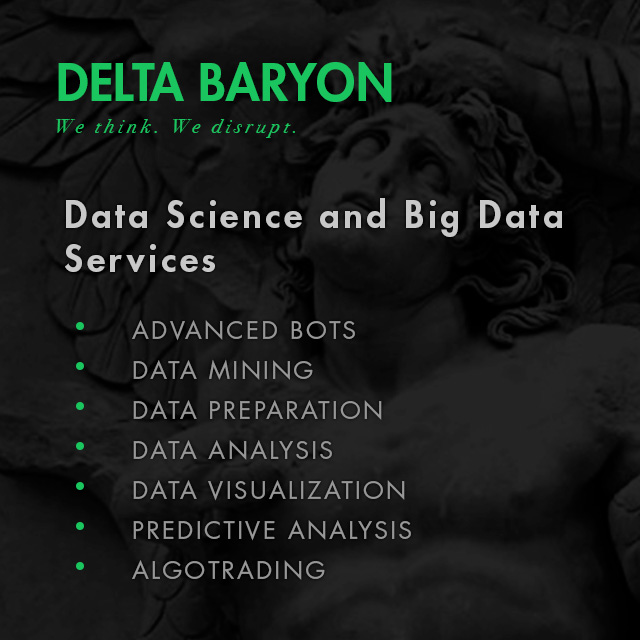 DELTA BARYON
We think. We disrupt.
Data Science and Big Data
Services
ADVANCED BOTS
DATA MINING
DATA PREPARATION
DATA ANALYSIS
DATA VISUALIZATION
PREDICTIVE ANALYSIS
ALGOTRADING